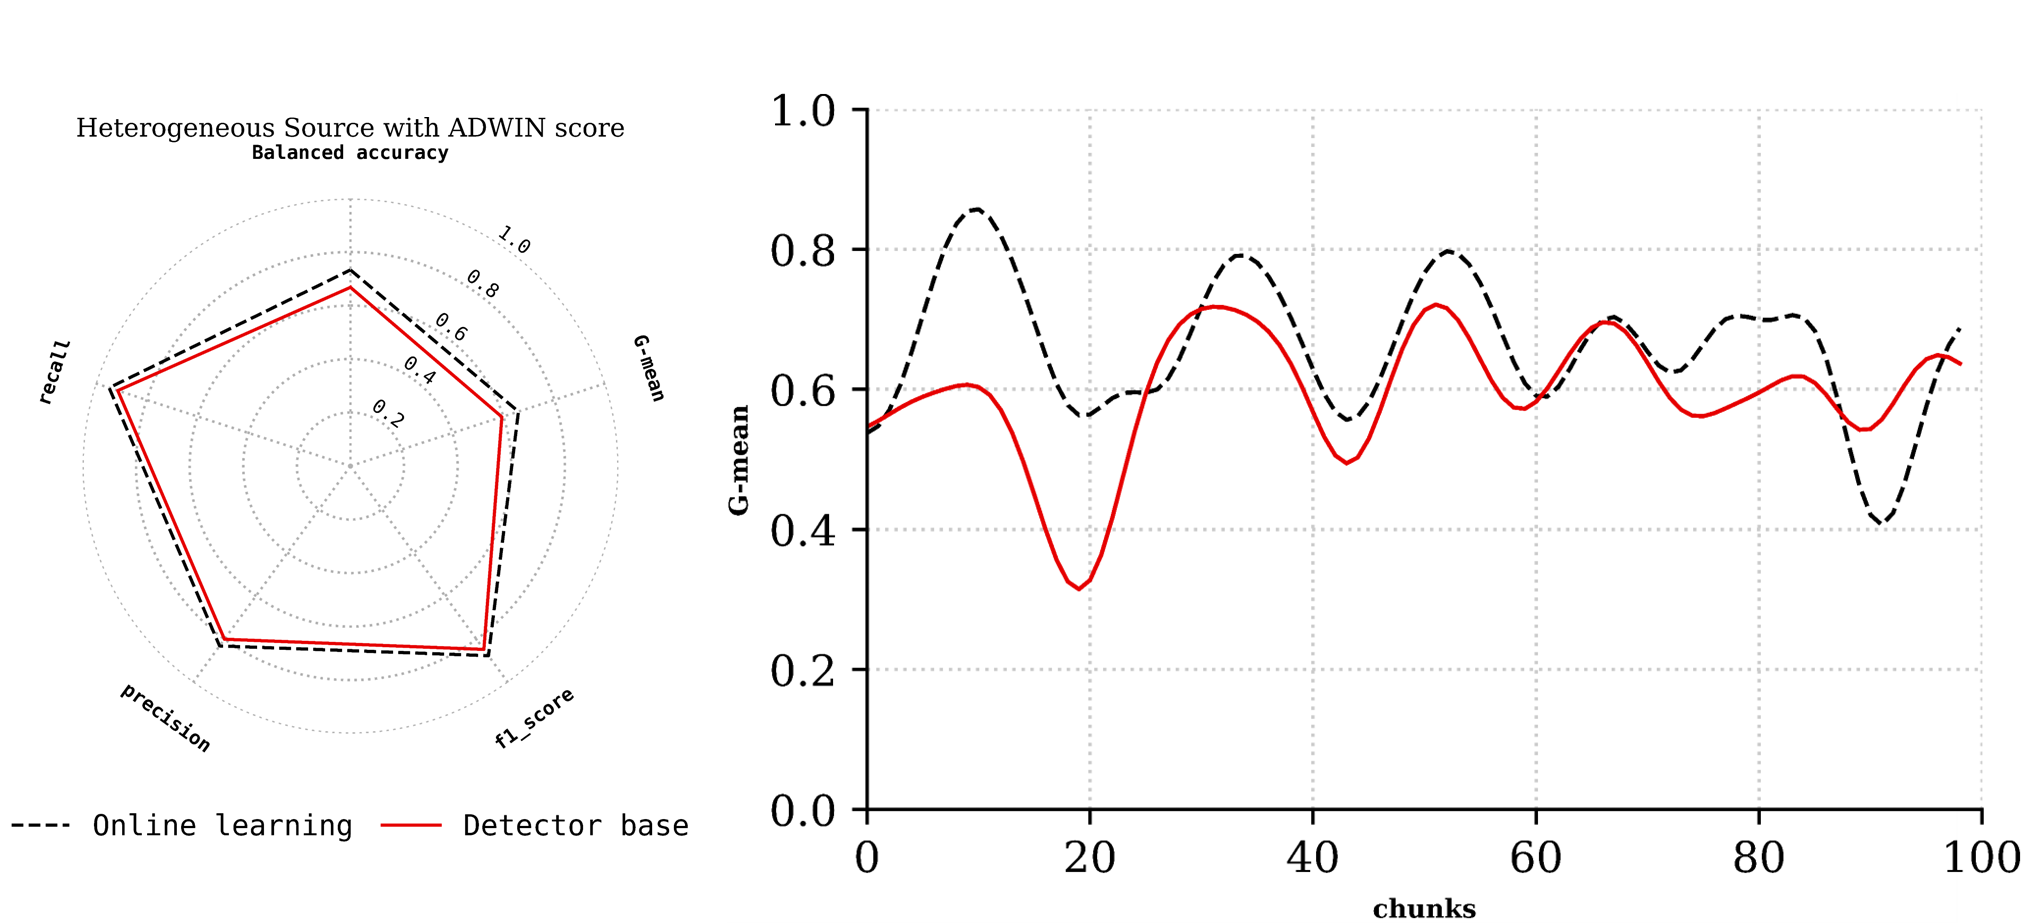 Heterogeneous Source with ADWIN score
Balanced accuracy
G-mean
f1_score
precision
recall
0.2
0.4
0.6
0.8
1.0
Online learning
Detector base
G-mean
1.0
0.8
0.6
0.4
0.2
0.0
0 20 40 60 80 100
chunks